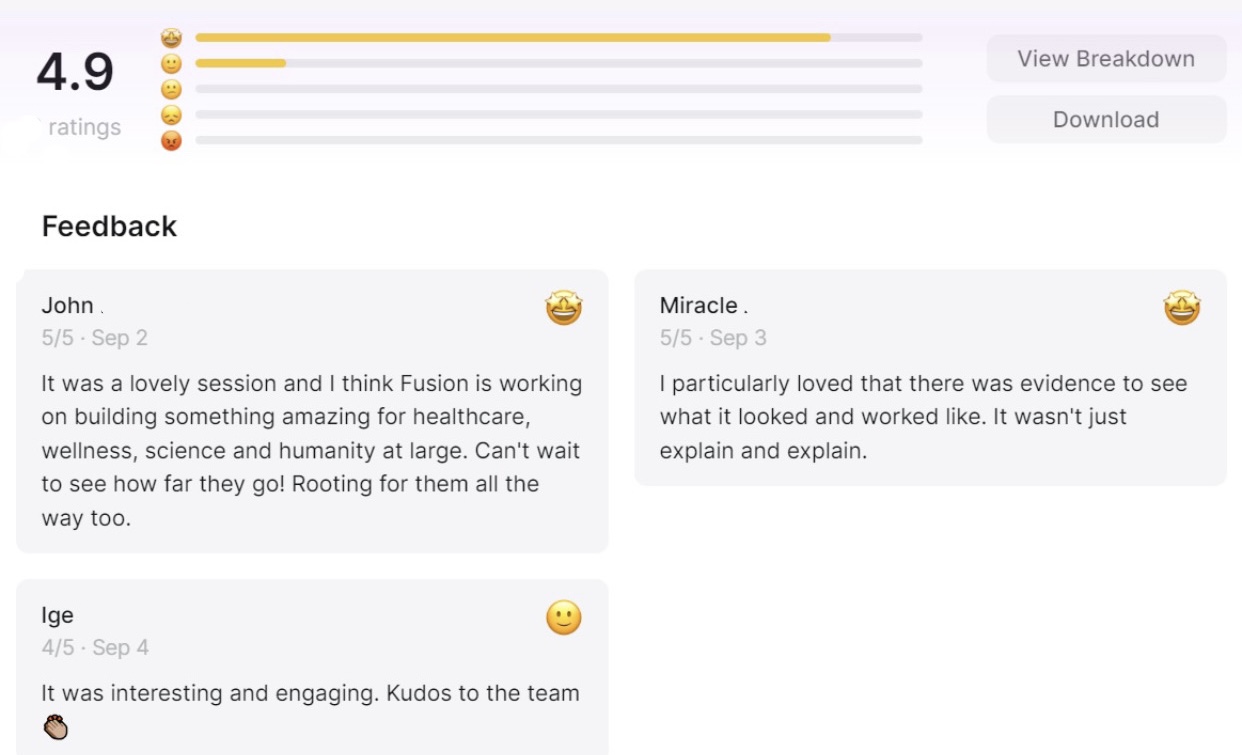 4.9
ratings
View Breakdown
Download
Feedback
John .
5/5 · Sep 2
It was a lovely session and I think Fusion is working
on building something amazing for healthcare,
wellness, science and humanity at large. Can't wait
to see how far they go! Rooting for them all the
way too.
Miracle .
5/5 · Sep 3
I particularly loved that there was evidence to see
what it looked and worked like. It wasn't just
explain and explain.
Ige
4/5 · Sep 4
It was interesting and engaging. Kudos to the team
👏🏽